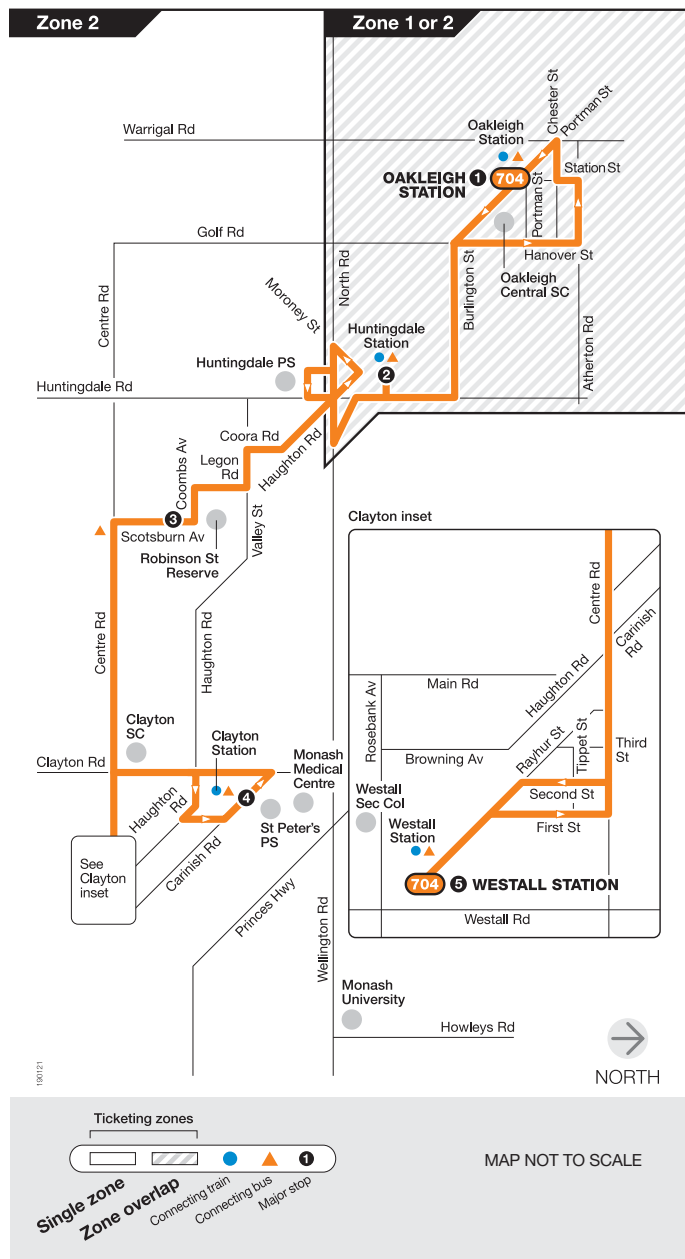 Zone 2
Zone 1 or 2
Chester St
Portman St
Oakleigh
Station
Warrigal Rd
Station St
OAKLEIGH
STATION
1
704
Portman St
Golf Rd
Hanover St
Oakleigh
Central SC
Centre Rd
North Rd
Burlington St
Moroney St
Huntingdale
Station
2
Atherton Rd
Huntingdale PS
Huntingdale Rd
Coora Rd
Haughton Rd
Legon
Rd
Coombs Av
3
Scotsburn Av
Valley St
Robinson St
Reserve
Centre Rd
Haughton Rd
Clayton
SC
Clayton
Station
Monash
Medical
Centre
Clayton Rd
4
Haughton
Rd
St Peter's
PS
Carinish Rd
See
Clayton
inset
Princes Hwy
Wellington Rd
Clayton inset
Centre Rd
Carinish
Rd
Haughton Rd
Main Rd
Rosebank Av
Browning Av
Rayhur St
Tippet St
Third
St
Second St
First St
Westall
Sec Col
Westall
Station
704
5
WESTALL STATION
Westall Rd
Monash
University
Howleys Rd
NORTH
190121
Ticketing zones
Single zone
Zone overlap
Connecting train
Connecting bus
1
Major stop
MAP NOT TO SCALE